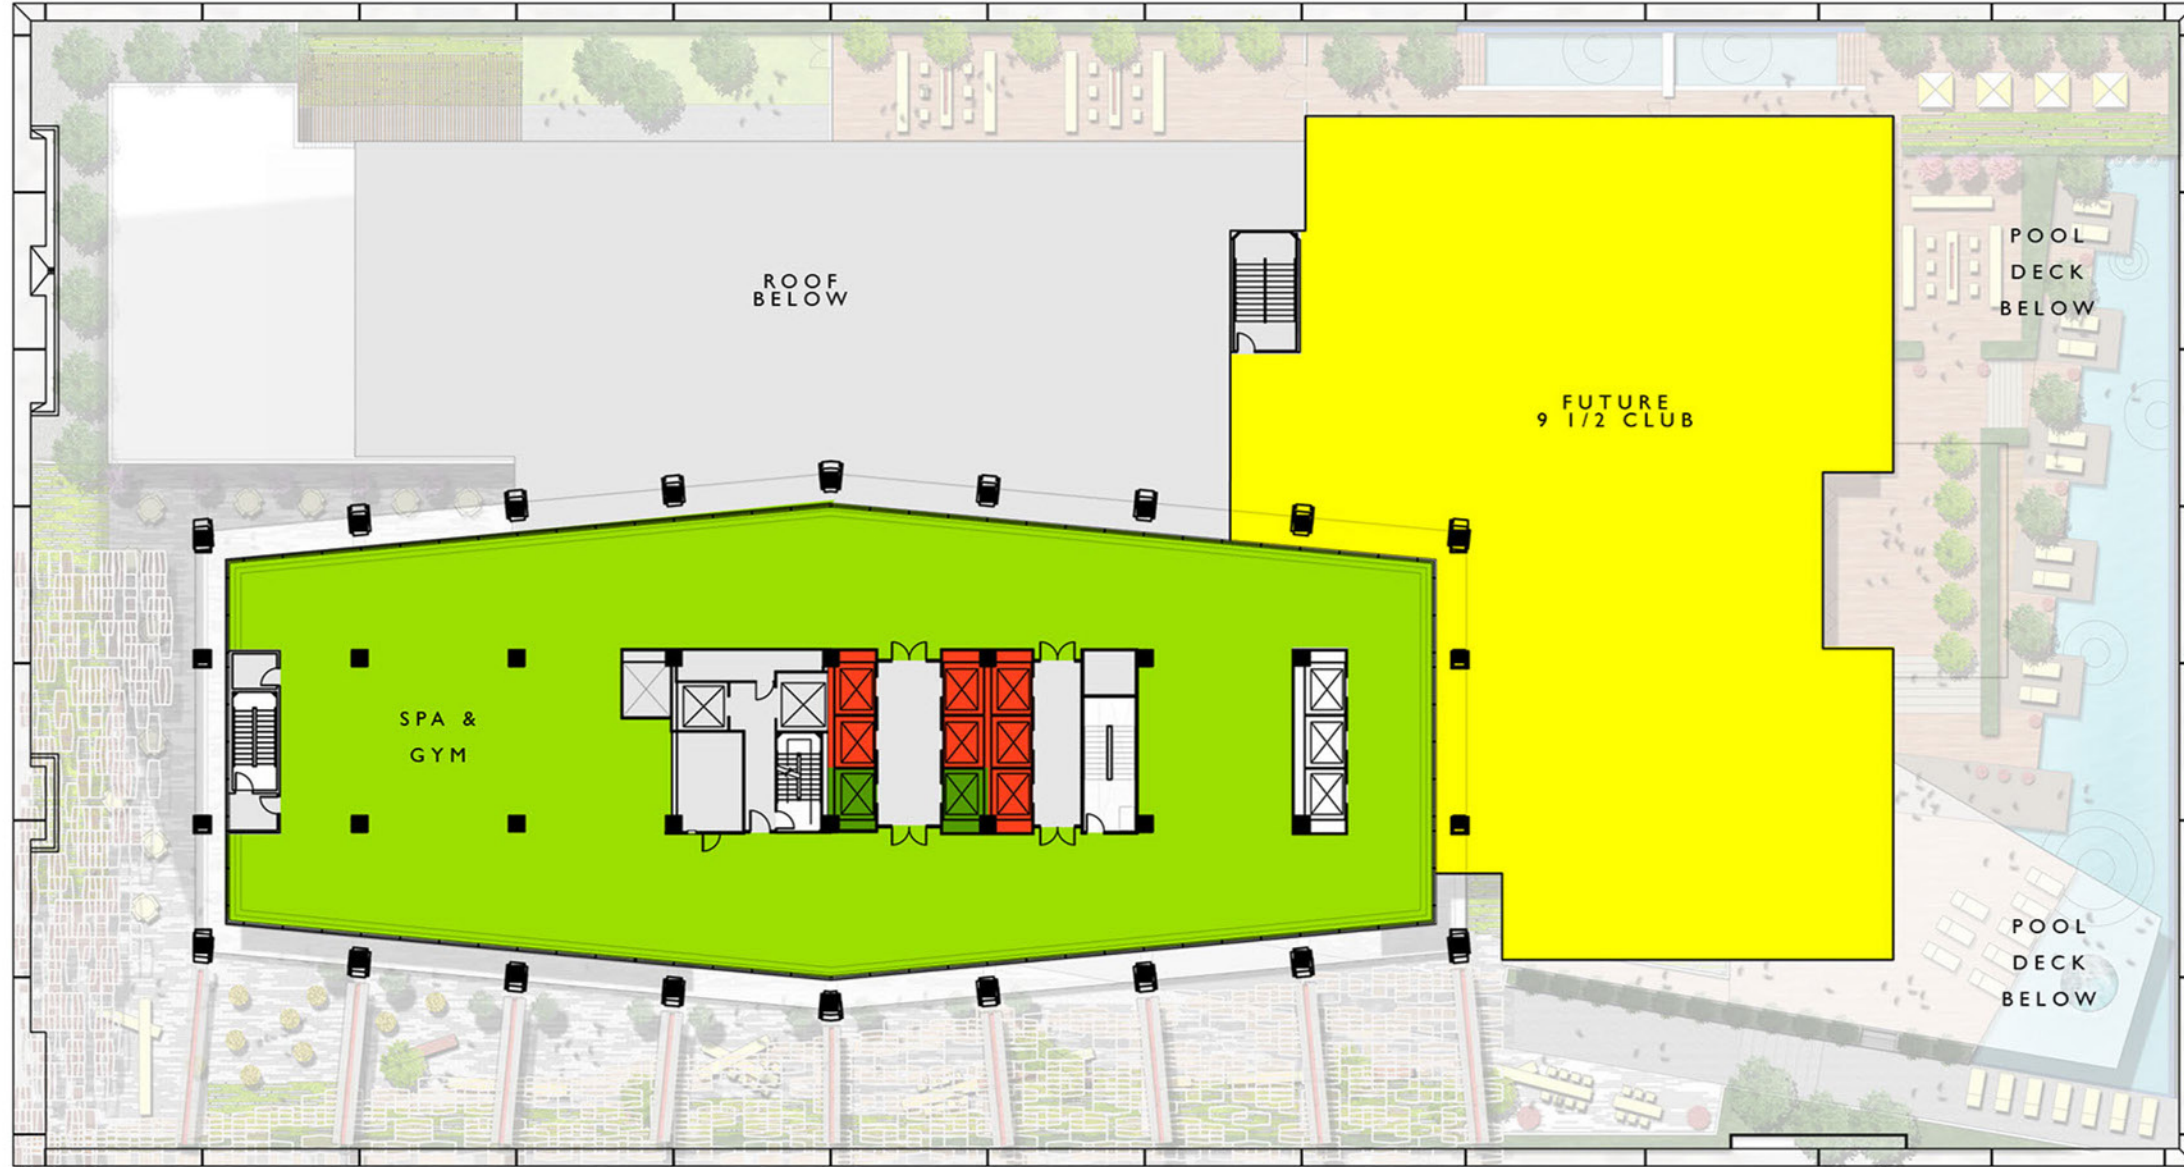 ROOF
BELOW
POOL
DECK
BELOW
FUTURE
9 1/2 CLUB
SPA &
GYM
POOL
DECK
BELOW